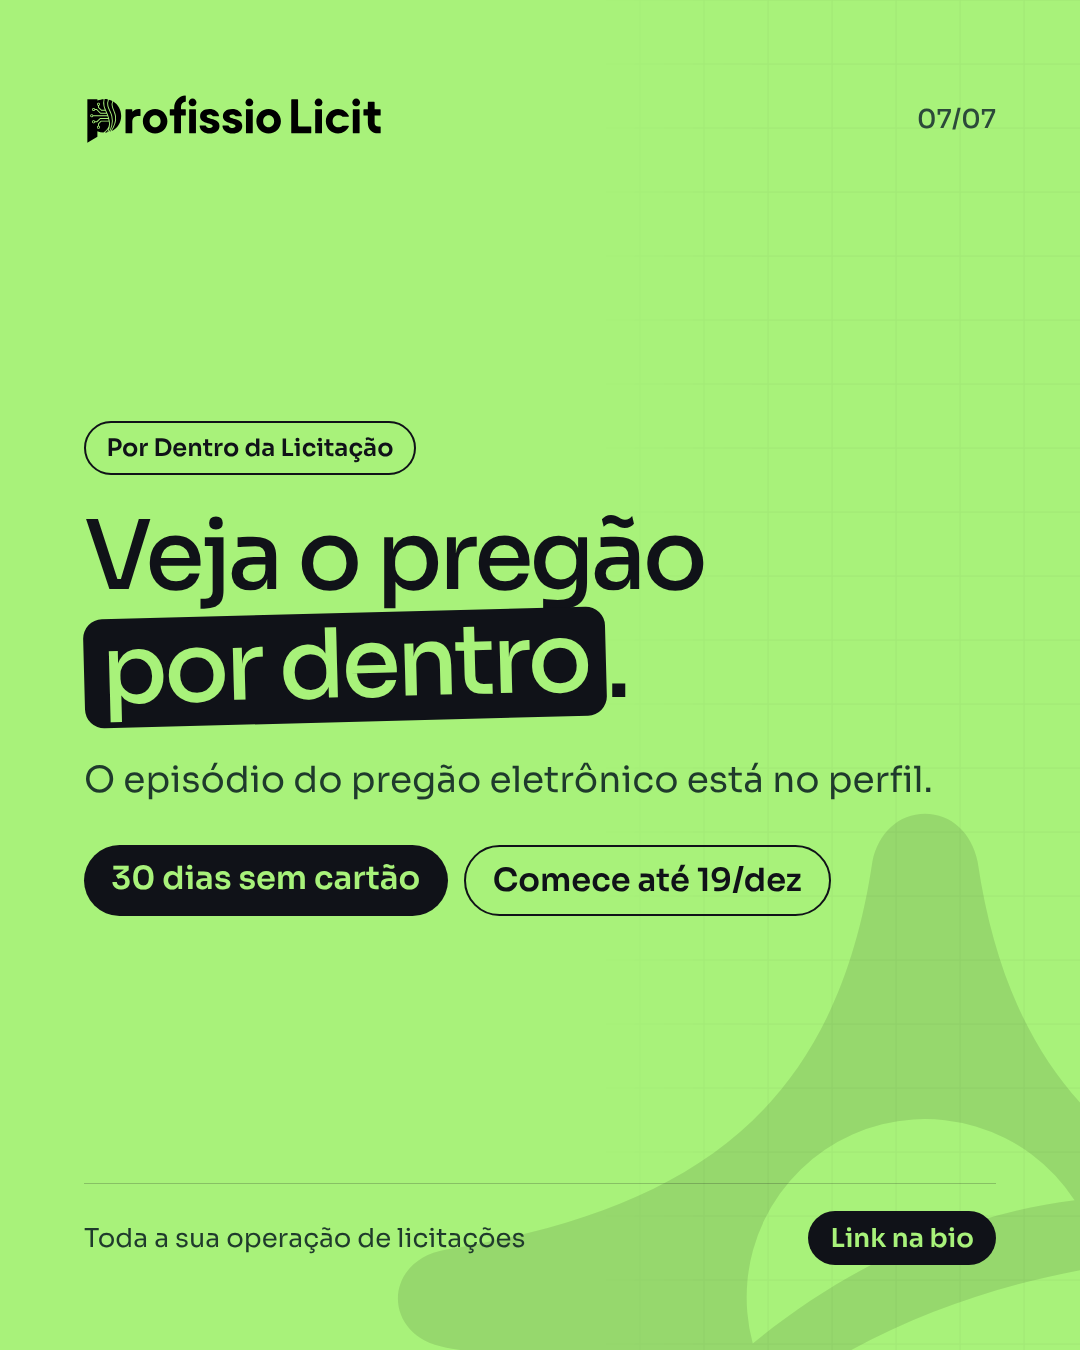 Profissio Licit
07/07
Por Dentro da Licitação
Veja o pregão
por dentro.
O episódio do pregão eletrônico está no perfil.
30 dias sem cartão
Comece até 19/dez
Toda a sua operação de licitações
Link na bio